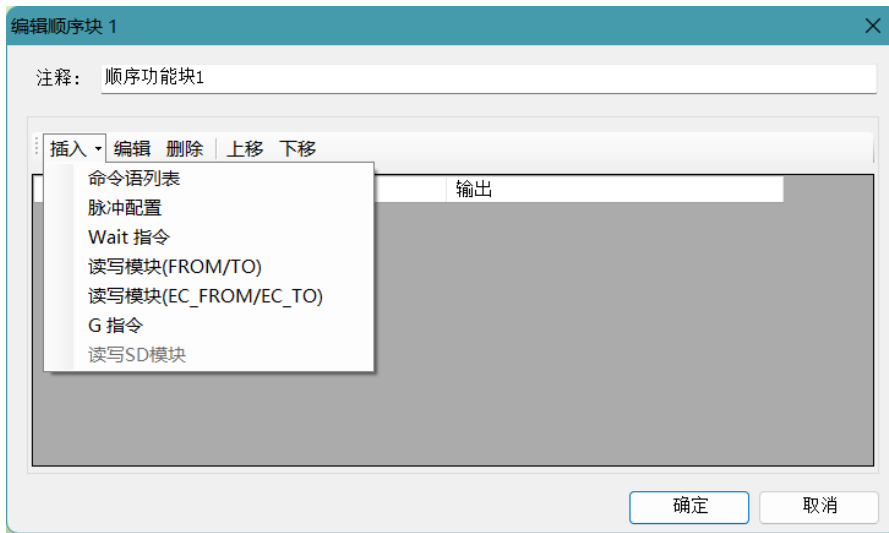 编辑顺序块 1
注释： 顺序功能块1
插入 编辑 删除 上移 下移
输出
命令语列表
脉冲配置
Wait 指令
读写模块(FROM/TO)
读写模块(EC_FROM/EC_TO)
G 指令
读写SD模块
确定 取消